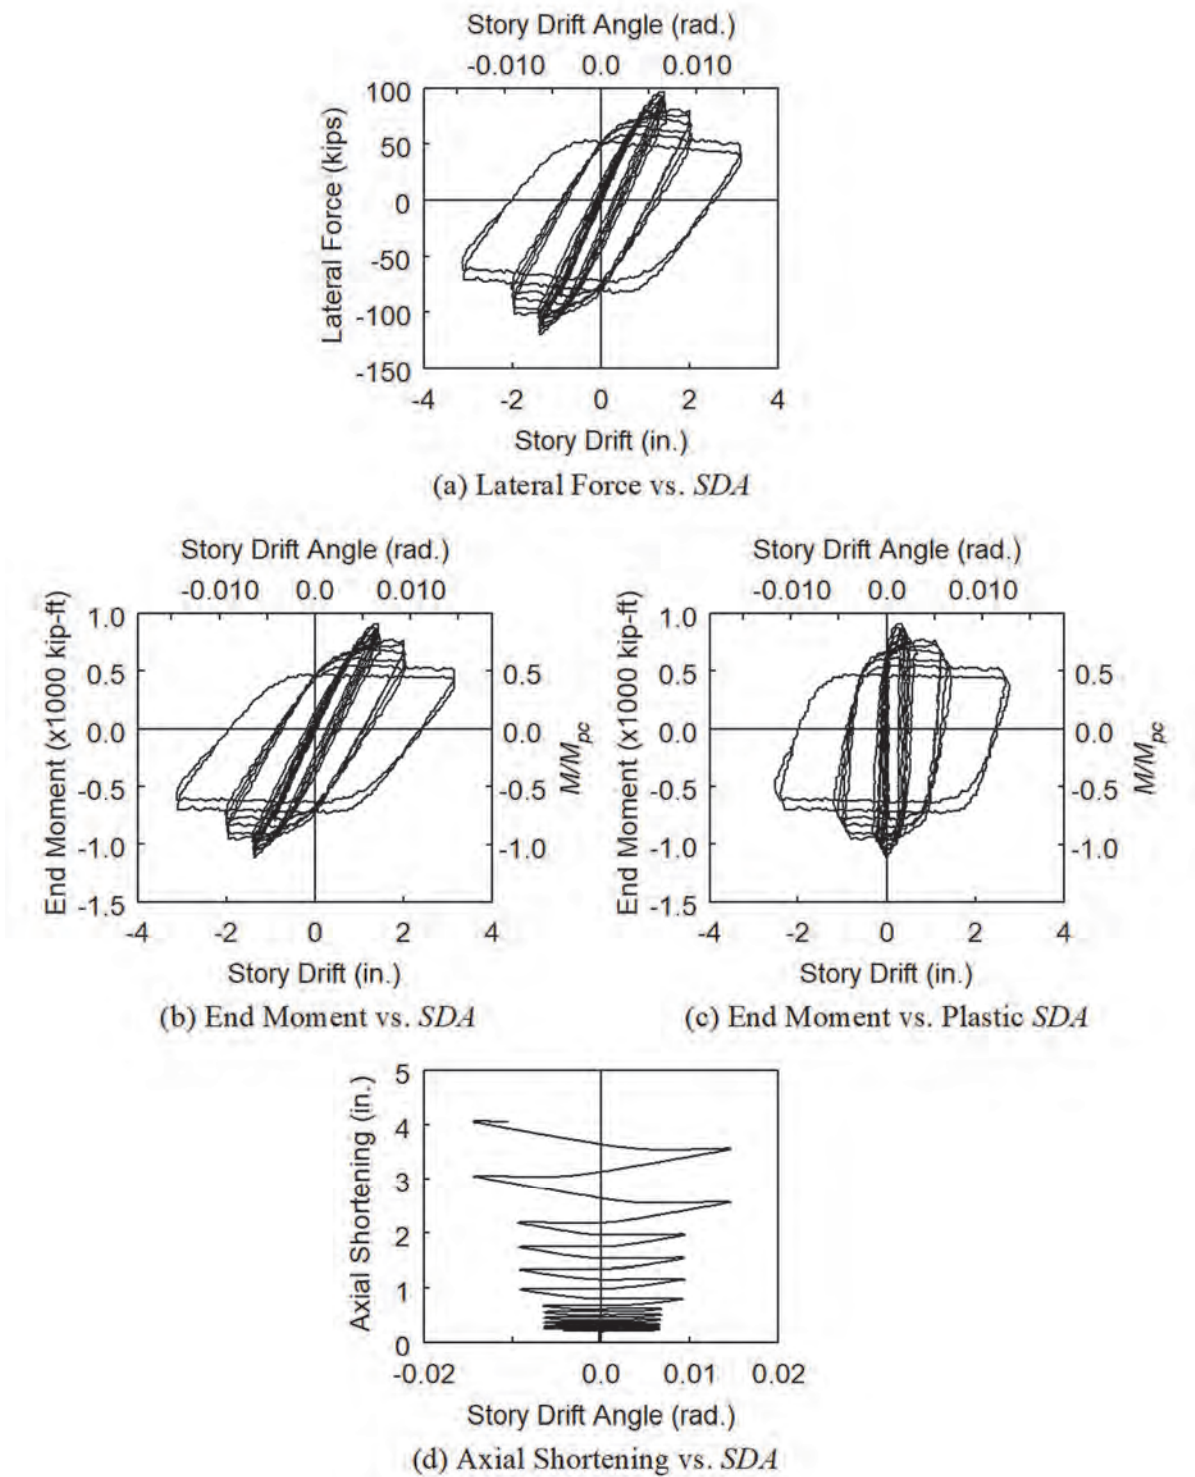 Story Drift Angle (rad.)
-0.010 0.0 0.010
Lateral Force (kips)
100
50
0
-50
-100
-150
-4 -2 0 2 4
Story Drift (in.)
(a) Lateral Force vs. SDA
Story Drift Angle (rad.)
-0.010 0.0 0.010
End Moment (x1000 kip-ft)
1.0
0.5
0.0
-0.5
-1.0
-1.5
0.5
0.0
-0.5
-1.0
M/Mpc
-4 -2 0 2 4
Story Drift (in.)
(b) End Moment vs. SDA
Story Drift Angle (rad.)
-0.010 0.0 0.010
End Moment (x1000 kip-ft)
1.0
0.5
0.0
-0.5
-1.0
-1.5
0.5
0.0
-0.5
-1.0
M/Mpc
-4 -2 0 2 4
Story Drift (in.)
(c) End Moment vs. Plastic SDA
Axial Shortening (in.)
5
4
3
2
1
0
-0.02 0.0 0.01 0.02
Story Drift Angle (rad.)
(d) Axial Shortening vs. SDA